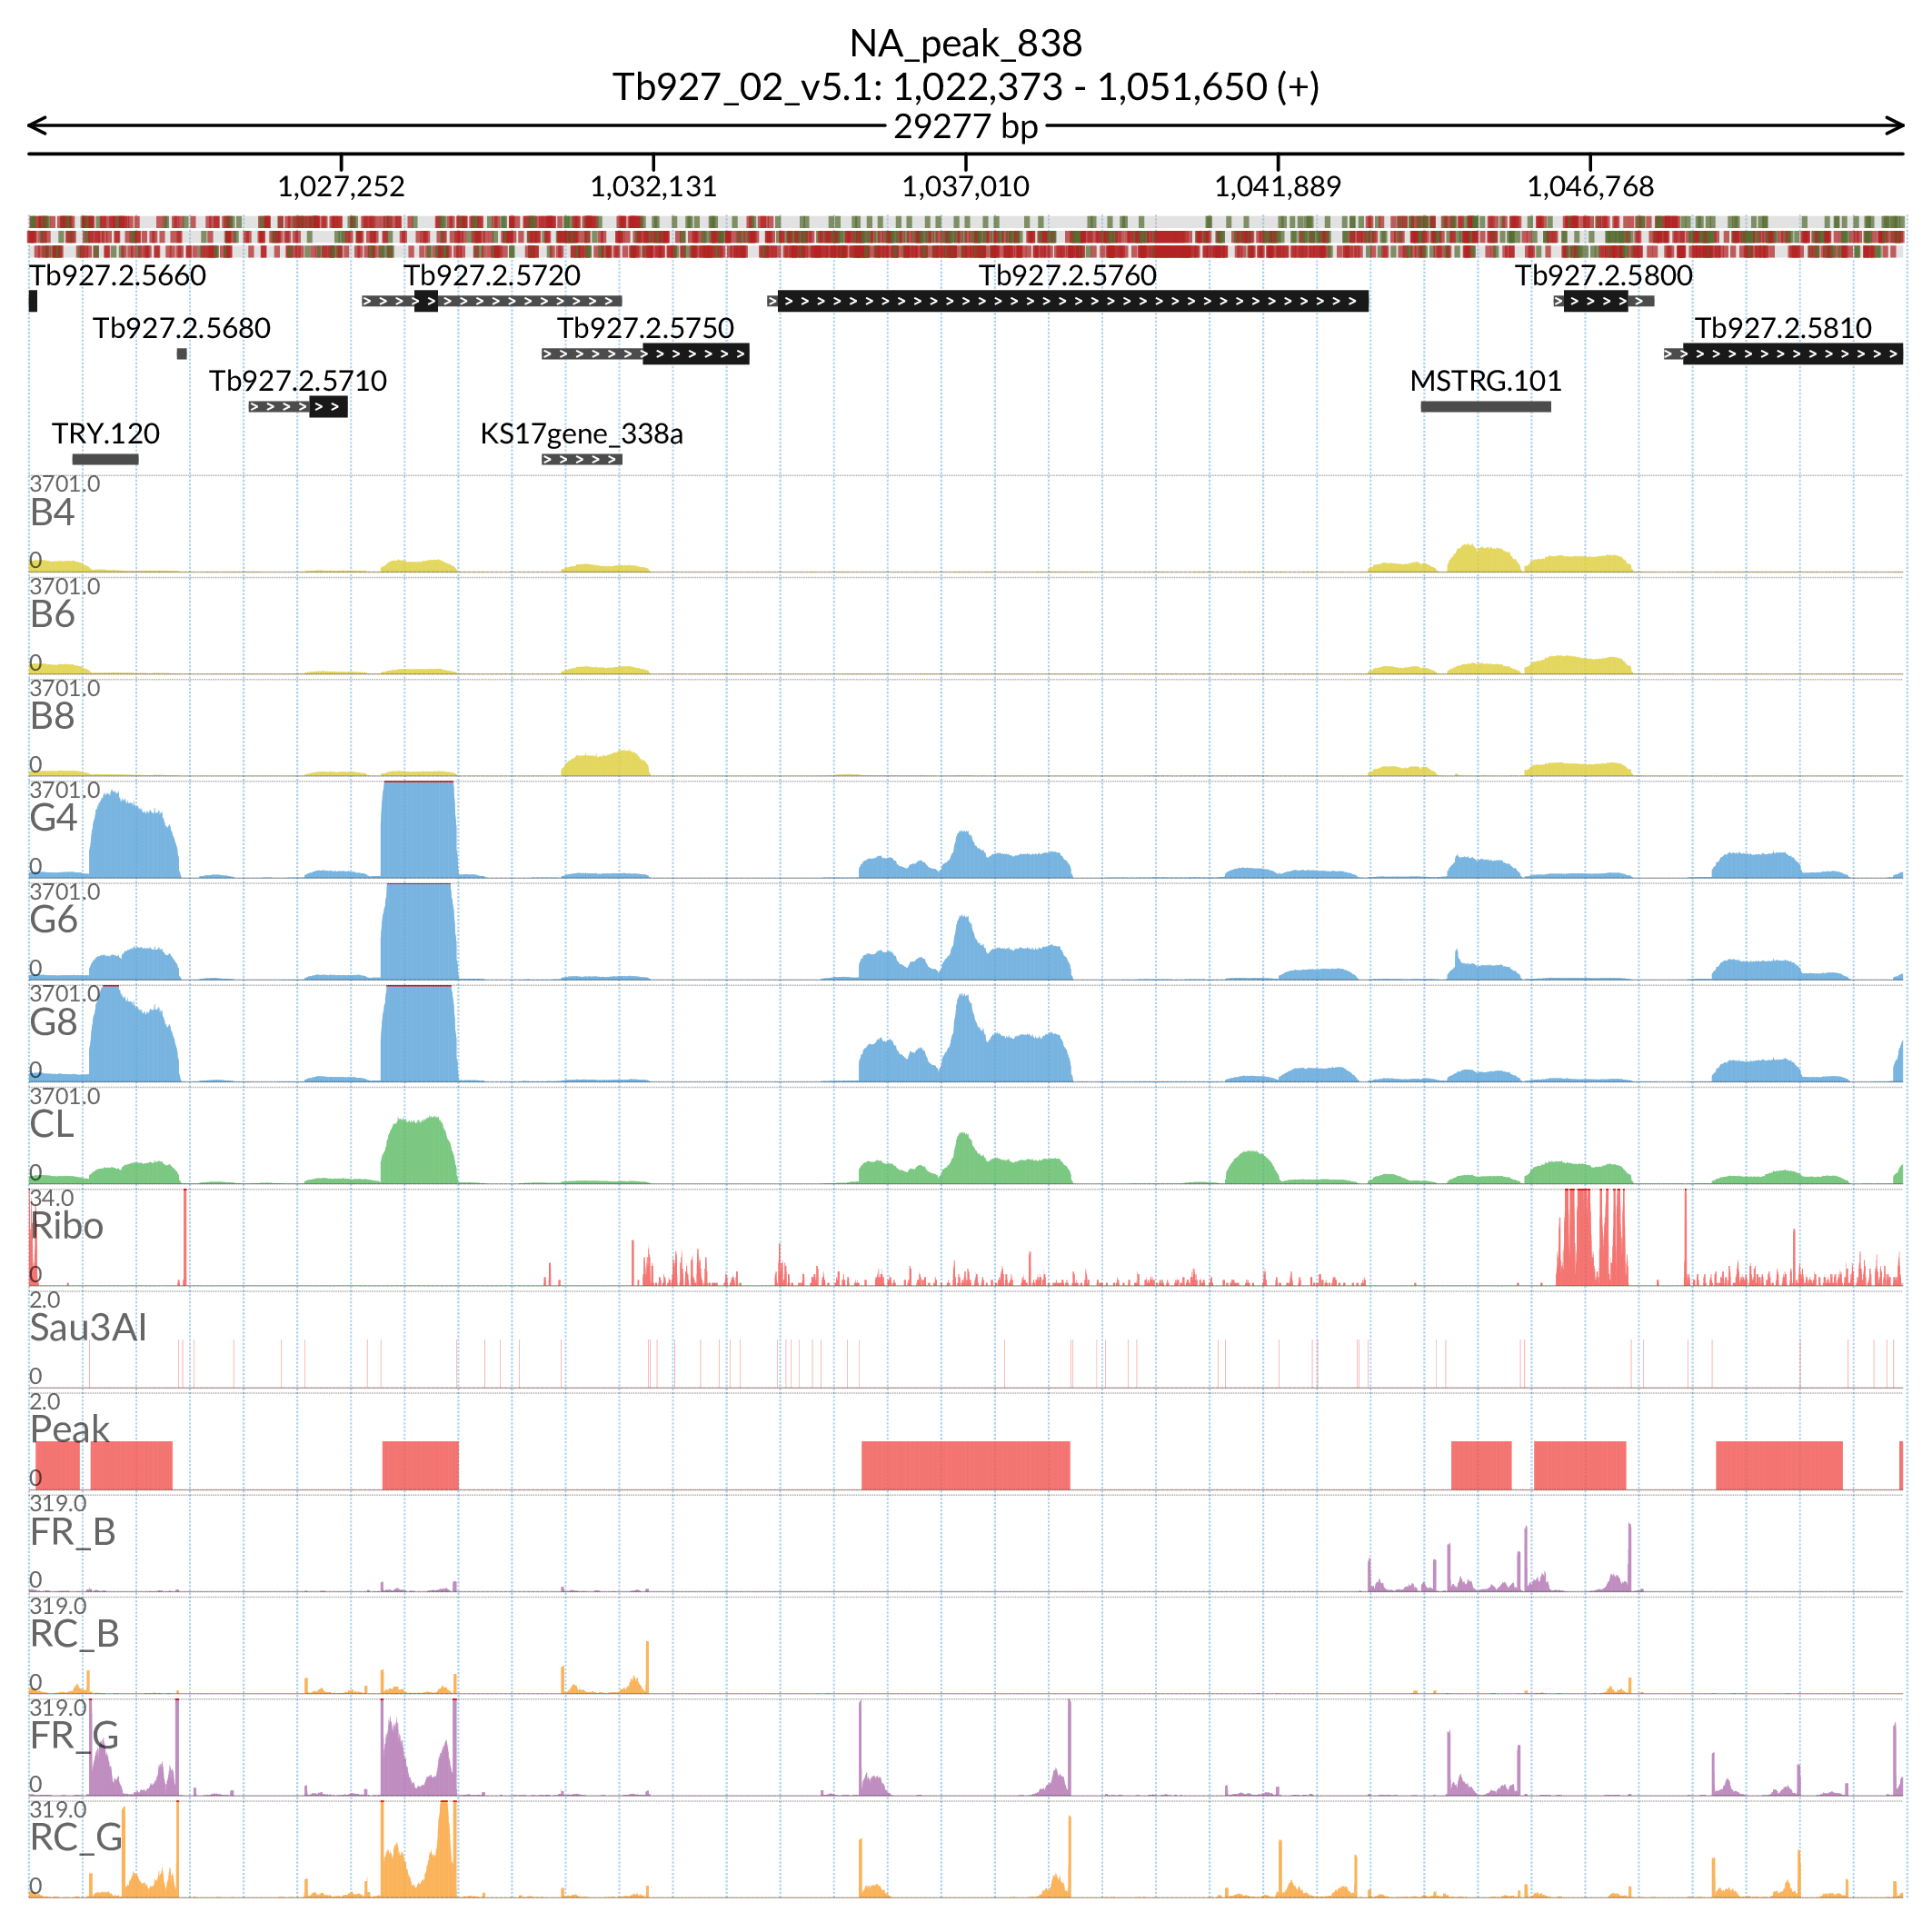 NA_peak_838
Tb927_02_v5.1: 1,022,373 - 1,051,650 (+)
29277 bp
1,027,252 1,032,131 1,037,010 1,041,889 1,046,768
Tb927.2.5660 Tb927.2.5720 Tb927.2.5760 Tb927.2.5800
Tb927.2.5680 Tb927.2.5750 Tb927.2.5810
Tb927.2.5710 MSTRG.101
TRY.120 KS17gene_338a
3701.0
B4
0
3701.0
B6
0
3701.0
B8
0
3701.0
G4
0
3701.0
G6
0
3701.0
G8
0
3701.0
CL
0
34.0
Ribo
0
2.0
Sau3AI
0
2.0
Peak
0
319.0
FR_B
0
319.0
RC_B
0
319.0
FR_G
0
319.0
RC_G
0